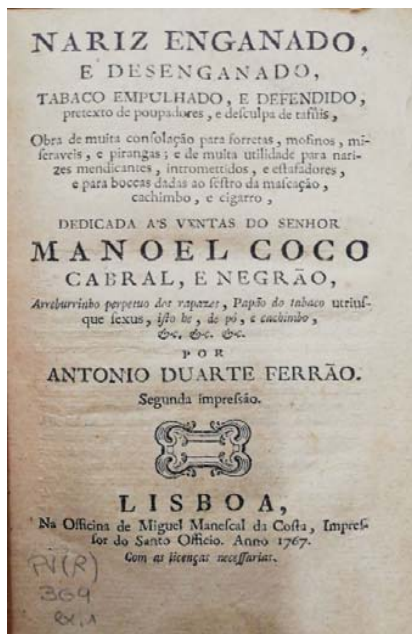 NARIZ ENGANADO,
E DESENGANADO,
TABACO EMPULHADO, E DEFENDIDO,
pretexto de poupadores, e deſculpa de tafúis,
Obra de muita conſolação para forretas, mofinos, mi-
ſeraveis, e pirangas; e de muita utilidade para nari-
zes mendicantes, intromettidos, e eſtafadores,
e para boccas dadas ao ſeſtro da maſcação,
cachimbo, e cigarro,
DEDICADA A'S VENTAS DO SENHOR
MANOEL COCO
CABRAL, E NEGRÃO,
Arreburrinho perpetuo dos rapazes, Papão do tabaco utriuſ-
que ſexus, iſto he, de pó, e cachimbo,
&c. &c. &c.
POR
ANTONIO DUARTE FERRÃO.
Segunda impreſſão.
LISBOA,
Na Officina de Miguel Maneſcal da Coſta, Impreſ-
ſor do Santo Officio. Anno 1767.
Com as licenças neceſſarias.
PV(R)
364